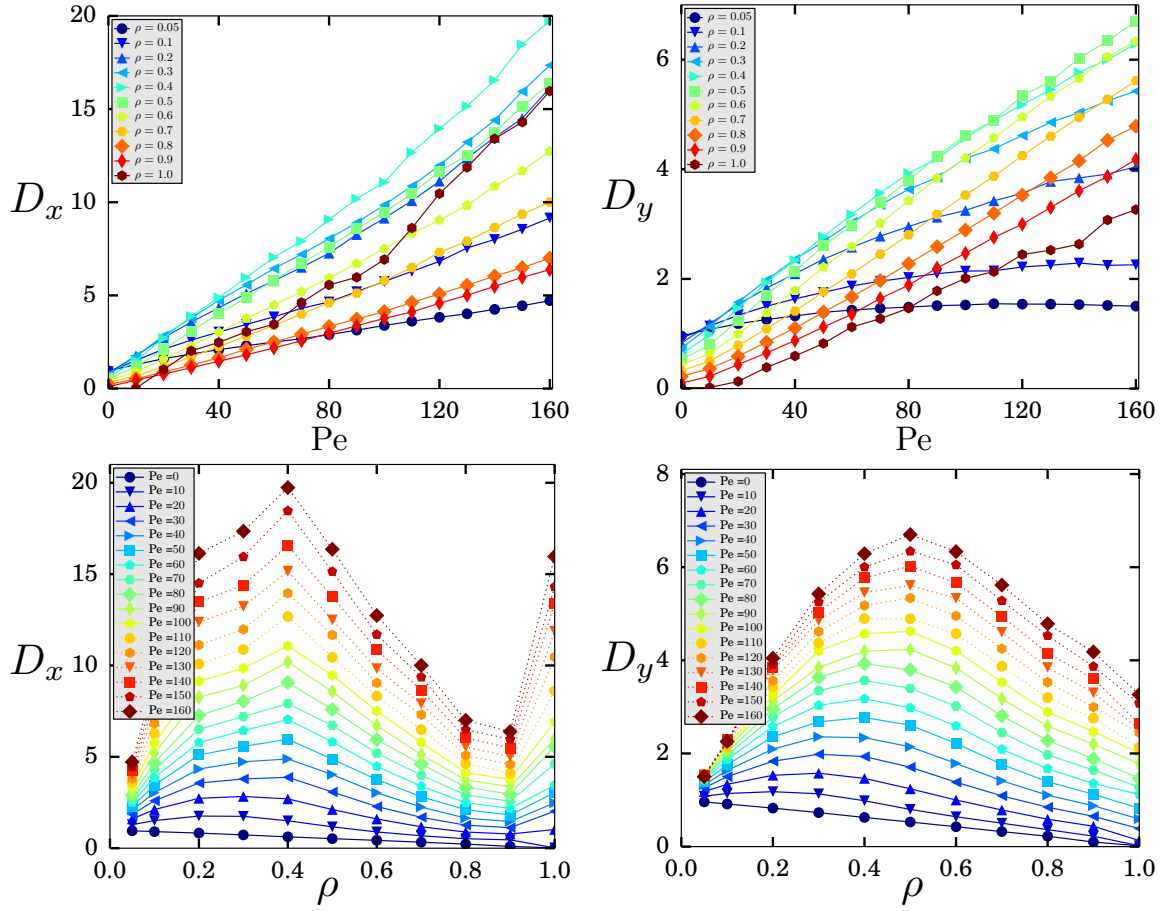 20
15
10
5
0
D_x
ρ = 0.05
ρ = 0.1
ρ = 0.2
ρ = 0.3
ρ = 0.4
ρ = 0.5
ρ = 0.6
ρ = 0.7
ρ = 0.8
ρ = 0.9
ρ = 1.0
0 40 80 120 160
Pe
6
4
2
0
D_y
ρ = 0.05
ρ = 0.1
ρ = 0.2
ρ = 0.3
ρ = 0.4
ρ = 0.5
ρ = 0.6
ρ = 0.7
ρ = 0.8
ρ = 0.9
ρ = 1.0
0 40 80 120 160
Pe
20
15
10
5
0
D_x
Pe =0
Pe =10
Pe =20
Pe =30
Pe =40
Pe =50
Pe =60
Pe =70
Pe =80
Pe =90
Pe =100
Pe =110
Pe =120
Pe =130
Pe =140
Pe =150
Pe =160
0.0 0.2 0.4 0.6 0.8 1.0
ρ
8
6
4
2
0
D_y
Pe =0
Pe =10
Pe =20
Pe =30
Pe =40
Pe =50
Pe =60
Pe =70
Pe =80
Pe =90
Pe =100
Pe =110
Pe =120
Pe =130
Pe =140
Pe =150
Pe =160
0.0 0.2 0.4 0.6 0.8 1.0
ρ